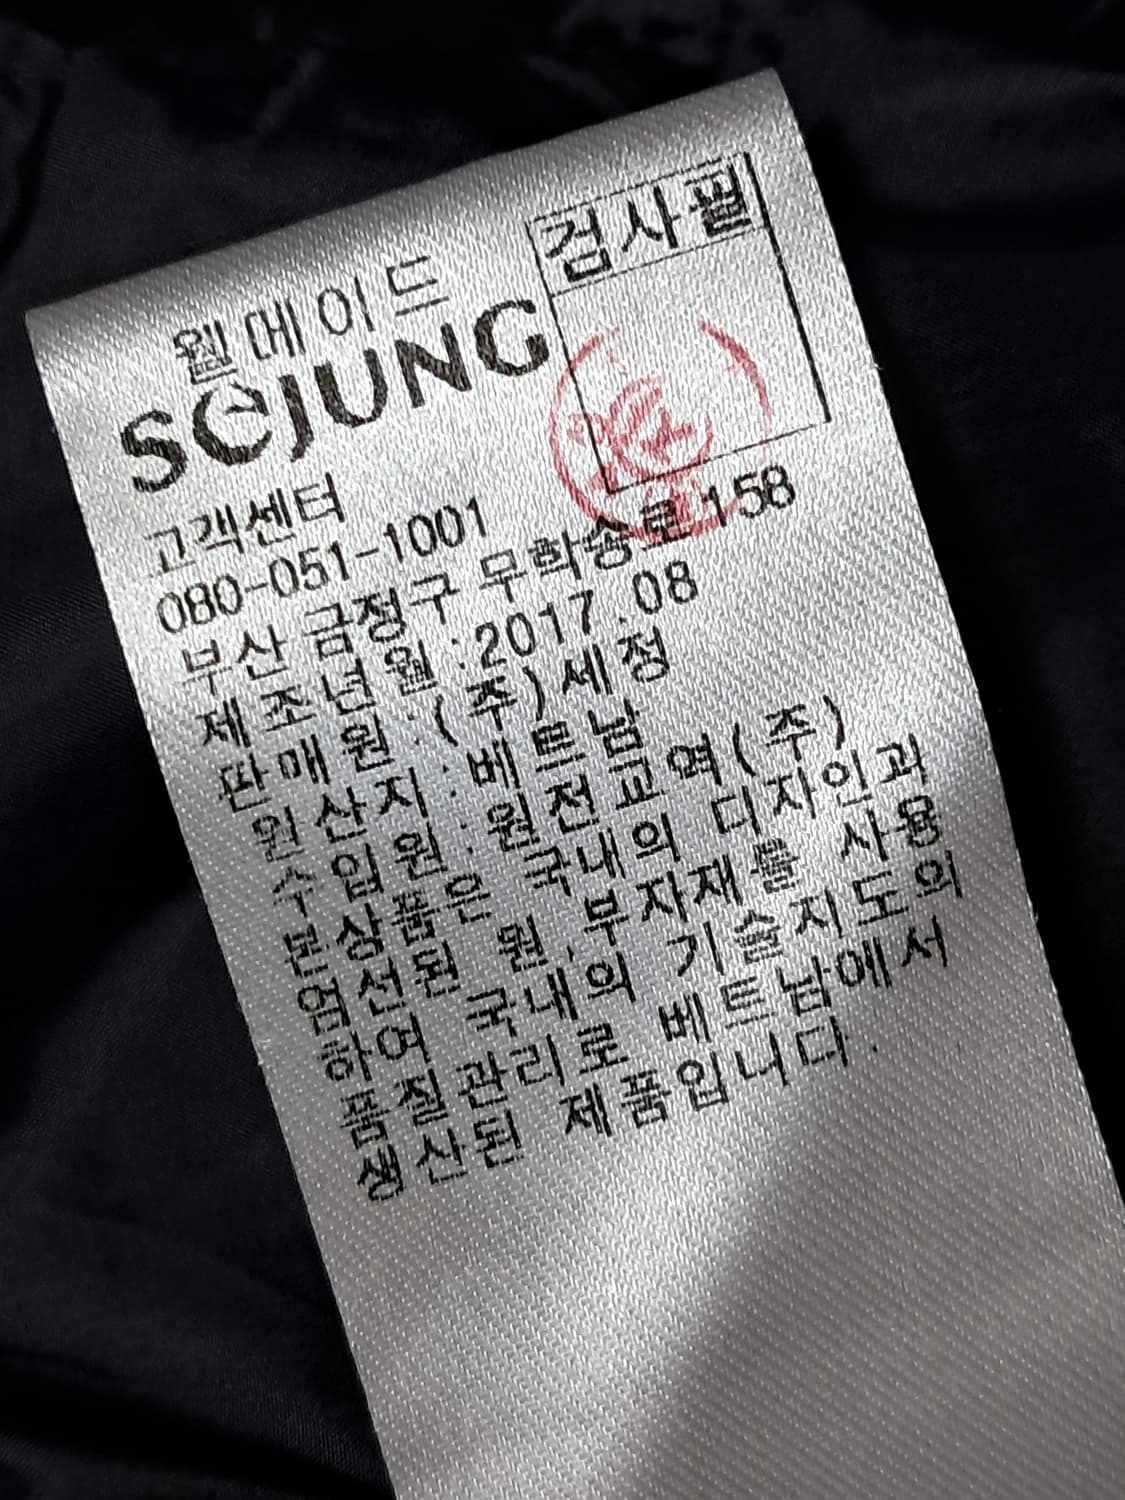 검사필
웰메이드
SEJUNG
고객센터
080-051-1001
부산 금정구 무학송로 158
제조년월 : 2017.08
판매원 : (주)세정
원산지 : 베트남
수입원 : 원전교역(주)
본상품은 국내의 디자인과
엄선된 원,부자재를 사용
하여 국내의 기술지도의
품질관리로 베트남에서
생산된 제품입니다.